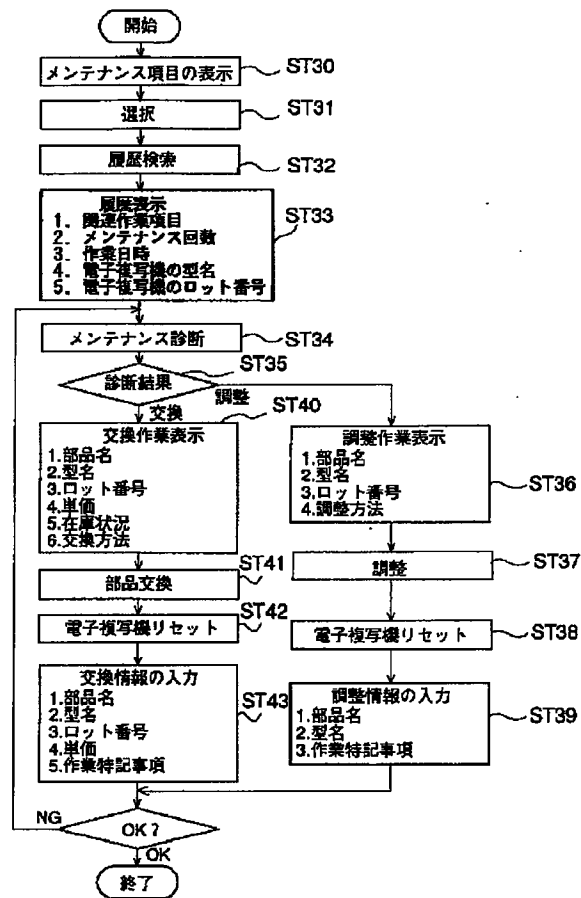 開始
メンテナンス項目の表示
ST30
選択
ST31
履歴検索
ST32
履歴表示
1. 関連作業項目
2. メンテナンス回数
3. 作業日時
4. 電子複写機の型名
5. 電子複写機のロット番号
ST33
メンテナンス診断
ST34
診断結果
ST35
調整
交換
ST40
交換作業表示
1.部品名
2.型名
3.ロット番号
4.単価
5.在庫状況
6.交換方法
調整作業表示
1.部品名
2.型名
3.ロット番号
4.調整方法
ST36
部品交換
ST41
調整
ST37
電子複写機リセット
ST42
電子複写機リセット
ST38
交換情報の入力
1.部品名
2.型名
3.ロット番号
4.単価
5.作業特記事項
ST43
調整情報の入力
1.部品名
2.型名
3.作業特記事項
ST39
NG
OK?
OK
終了